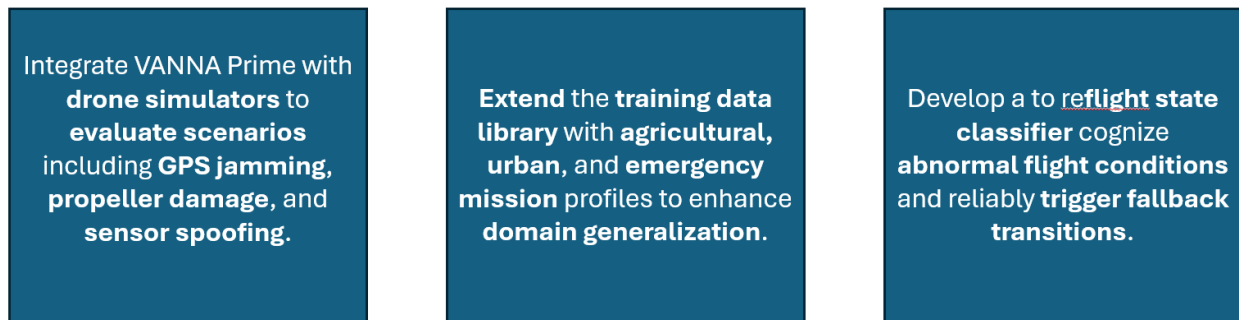 Integrate VANNA Prime with
drone simulators to
evaluate scenarios
including GPS jamming,
propeller damage, and
sensor spoofing.
Extend the training data
library with agricultural,
urban, and emergency
mission profiles to enhance
domain generalization.
Develop a to reflight state
classifier cognize
abnormal flight conditions
and reliably trigger fallback
transitions.